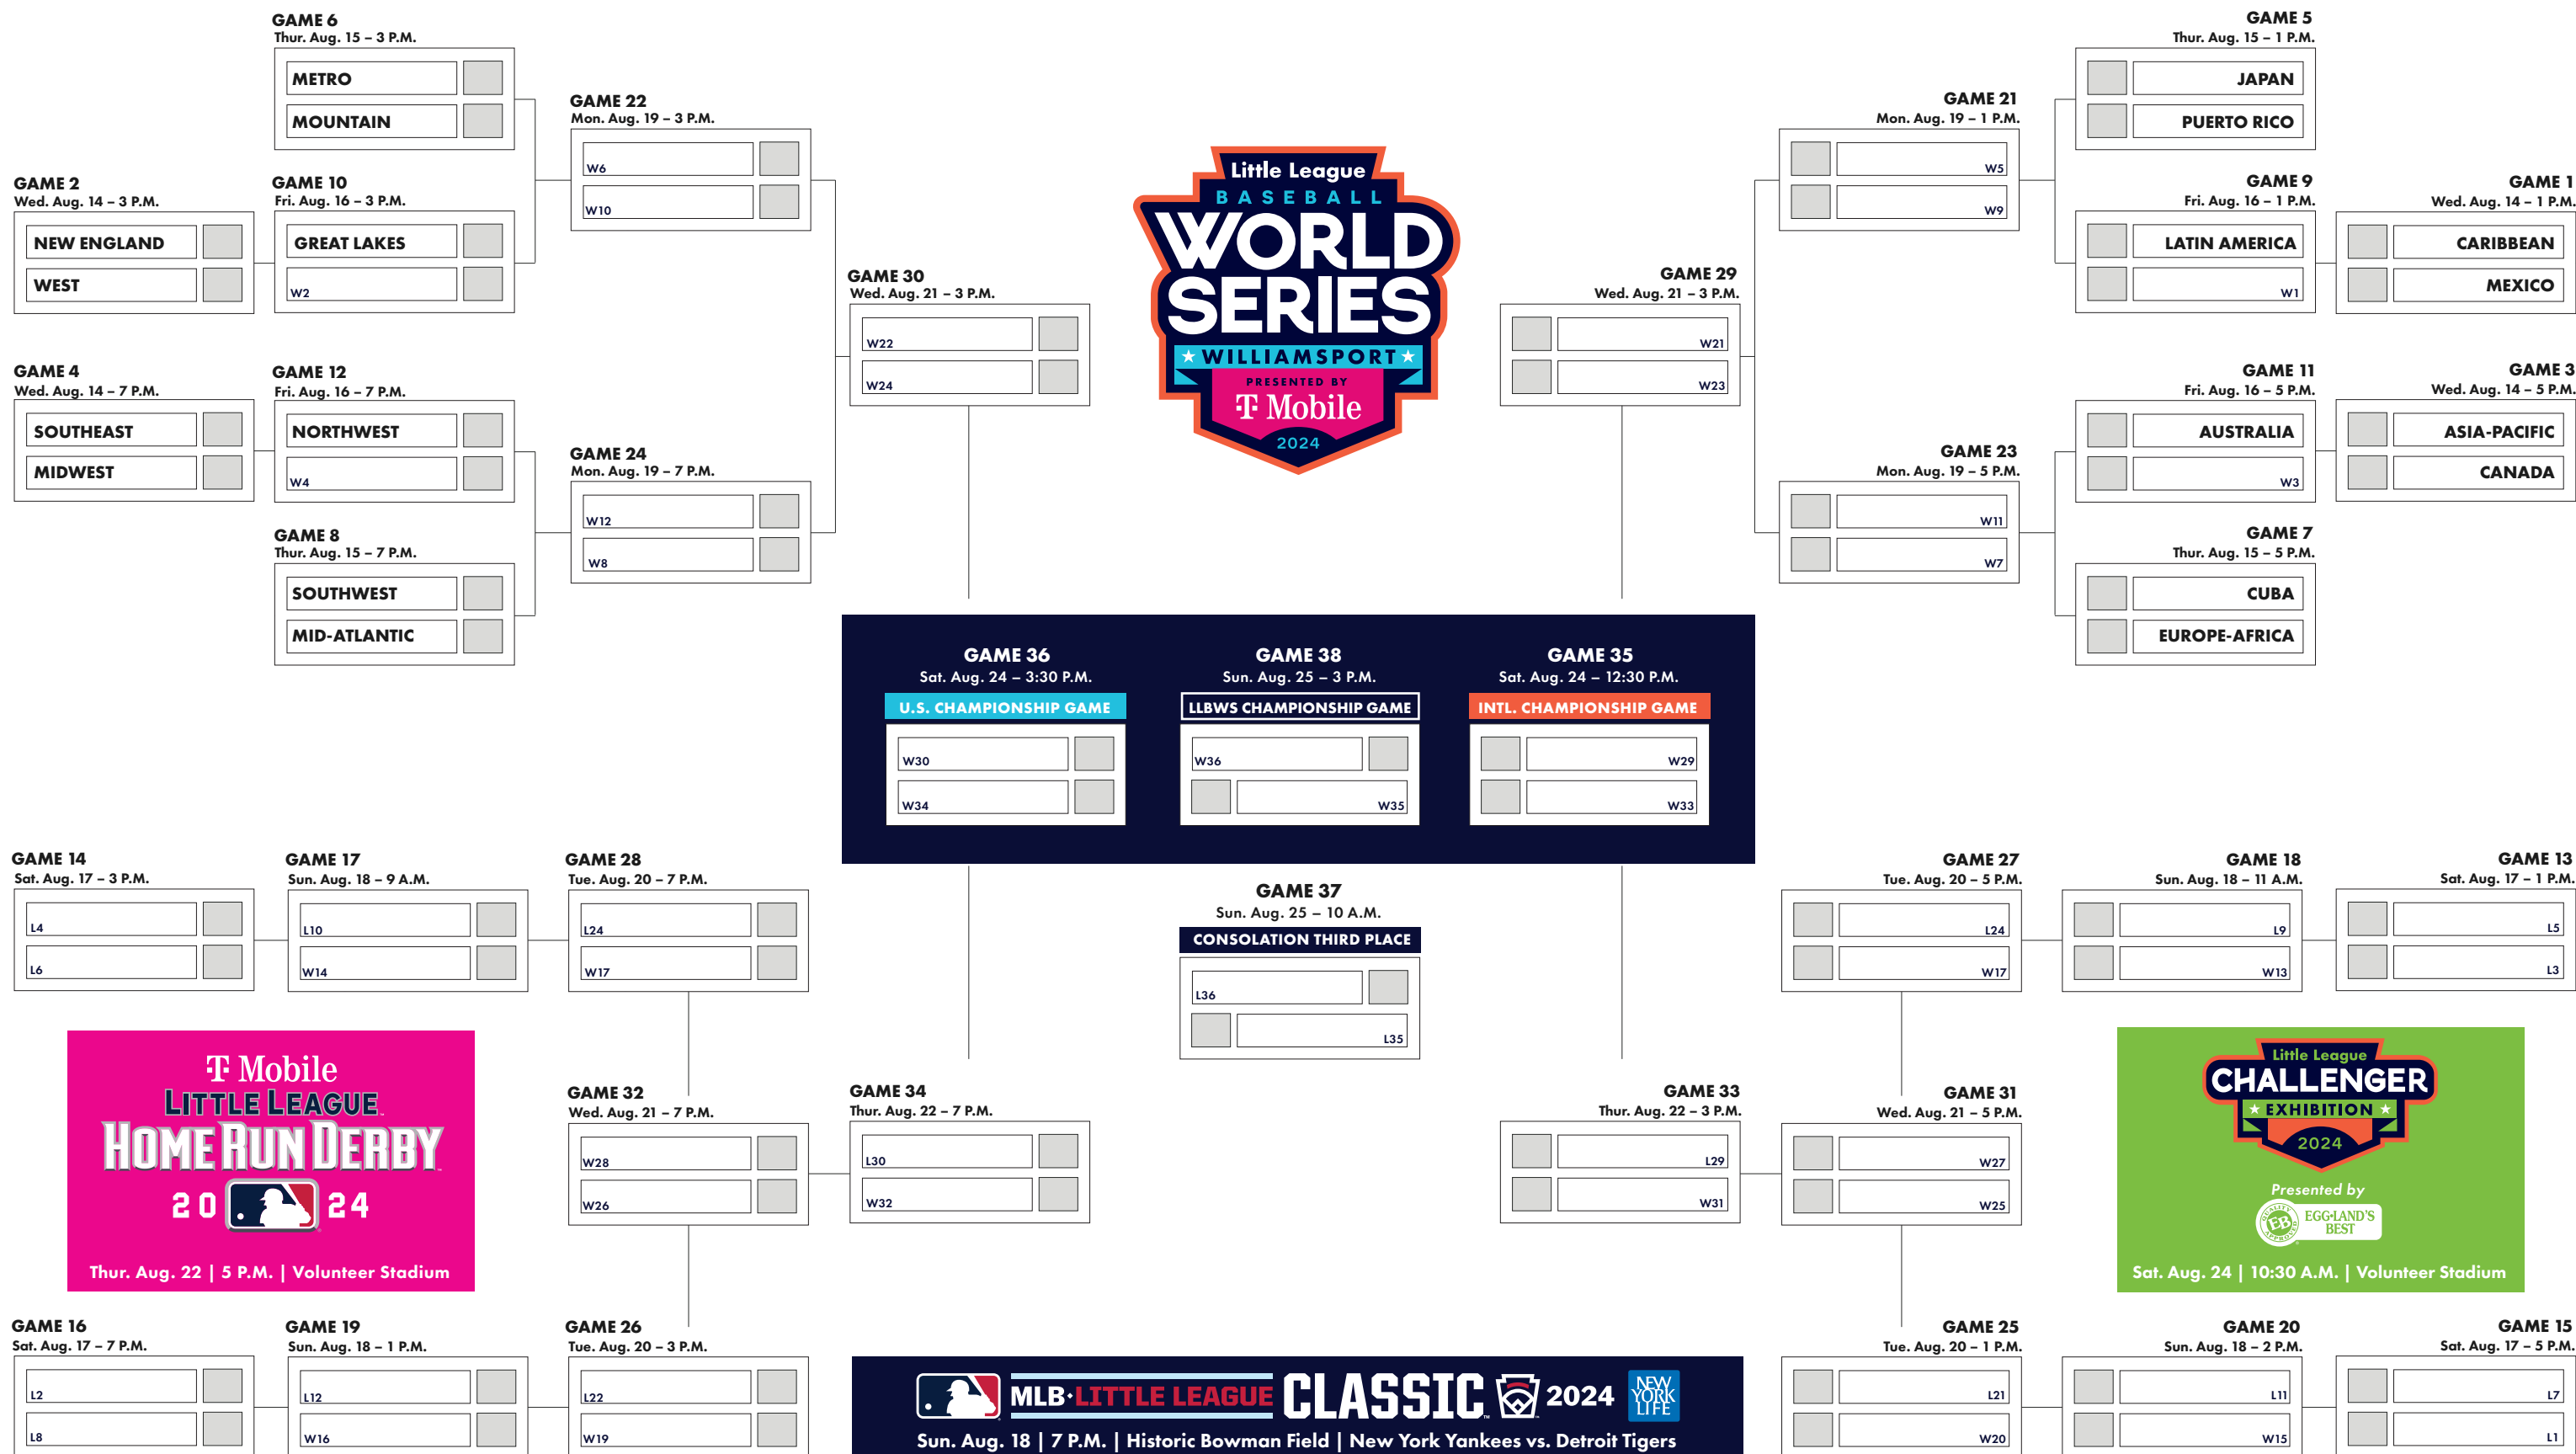 GAME 6
Thur. Aug. 15 – 3 P.M.
METRO
MOUNTAIN
GAME 22
Mon. Aug. 19 – 3 P.M.
W6
W10
GAME 2
Wed. Aug. 14 – 3 P.M.
NEW ENGLAND
WEST
GAME 10
Fri. Aug. 16 – 3 P.M.
GREAT LAKES
W2
GAME 30
Wed. Aug. 21 – 3 P.M.
W22
W24
GAME 4
Wed. Aug. 14 – 7 P.M.
SOUTHEAST
MIDWEST
GAME 12
Fri. Aug. 16 – 7 P.M.
NORTHWEST
W4
GAME 24
Mon. Aug. 19 – 7 P.M.
W12
W8
GAME 8
Thur. Aug. 15 – 7 P.M.
SOUTHWEST
MID-ATLANTIC
Little League
BASEBALL
WORLD
SERIES
WILLIAMSPORT
PRESENTED BY
T Mobile
2024
GAME 5
Thur. Aug. 15 – 1 P.M.
JAPAN
PUERTO RICO
GAME 21
Mon. Aug. 19 – 1 P.M.
W5
W9
GAME 9
Fri. Aug. 16 – 1 P.M.
LATIN AMERICA
W1
GAME 1
Wed. Aug. 14 – 1 P.M.
CARIBBEAN
MEXICO
GAME 29
Wed. Aug. 21 – 3 P.M.
W21
W23
GAME 11
Fri. Aug. 16 – 5 P.M.
AUSTRALIA
W3
GAME 3
Wed. Aug. 14 – 5 P.M.
ASIA-PACIFIC
CANADA
GAME 23
Mon. Aug. 19 – 5 P.M.
W11
W7
GAME 7
Thur. Aug. 15 – 5 P.M.
CUBA
EUROPE-AFRICA
GAME 36
Sat. Aug. 24 – 3:30 P.M.
U.S. CHAMPIONSHIP GAME
W30
W34
GAME 38
Sun. Aug. 25 – 3 P.M.
LLBWS CHAMPIONSHIP GAME
W36
W35
GAME 35
Sat. Aug. 24 – 12:30 P.M.
INTL. CHAMPIONSHIP GAME
W29
W33
GAME 14
Sat. Aug. 17 – 3 P.M.
L4
L6
GAME 17
Sun. Aug. 18 – 9 A.M.
L10
W14
GAME 28
Tue. Aug. 20 – 7 P.M.
L24
W17
GAME 37
Sun. Aug. 25 – 10 A.M.
CONSOLATION THIRD PLACE
L36
L35
GAME 27
Tue. Aug. 20 – 5 P.M.
L24
W17
GAME 18
Sun. Aug. 18 – 11 A.M.
L9
W13
GAME 13
Sat. Aug. 17 – 1 P.M.
L5
L3
T Mobile
LITTLE LEAGUE
HOME RUN DERBY
20 24
Thur. Aug. 22 | 5 P.M. | Volunteer Stadium
GAME 32
Wed. Aug. 21 – 7 P.M.
W28
W26
GAME 34
Thur. Aug. 22 – 7 P.M.
L30
W32
GAME 33
Thur. Aug. 22 – 3 P.M.
L29
W31
GAME 31
Wed. Aug. 21 – 5 P.M.
W27
W25
Little League
CHALLENGER
EXHIBITION
2024
Presented by
QUALITY
EB
APPROVED
EGG•LAND'S
BEST
Sat. Aug. 24 | 10:30 A.M. | Volunteer Stadium
GAME 16
Sat. Aug. 17 – 7 P.M.
L2
L8
GAME 19
Sun. Aug. 18 – 1 P.M.
L12
W16
GAME 26
Tue. Aug. 20 – 3 P.M.
L22
W19
MLB•LITTLE LEAGUE CLASSIC 2024
NEW
YORK
LIFE
Sun. Aug. 18 | 7 P.M. | Historic Bowman Field | New York Yankees vs. Detroit Tigers
GAME 25
Tue. Aug. 20 – 1 P.M.
L21
W20
GAME 20
Sun. Aug. 18 – 2 P.M.
L11
W15
GAME 15
Sat. Aug. 17 – 5 P.M.
L7
L1